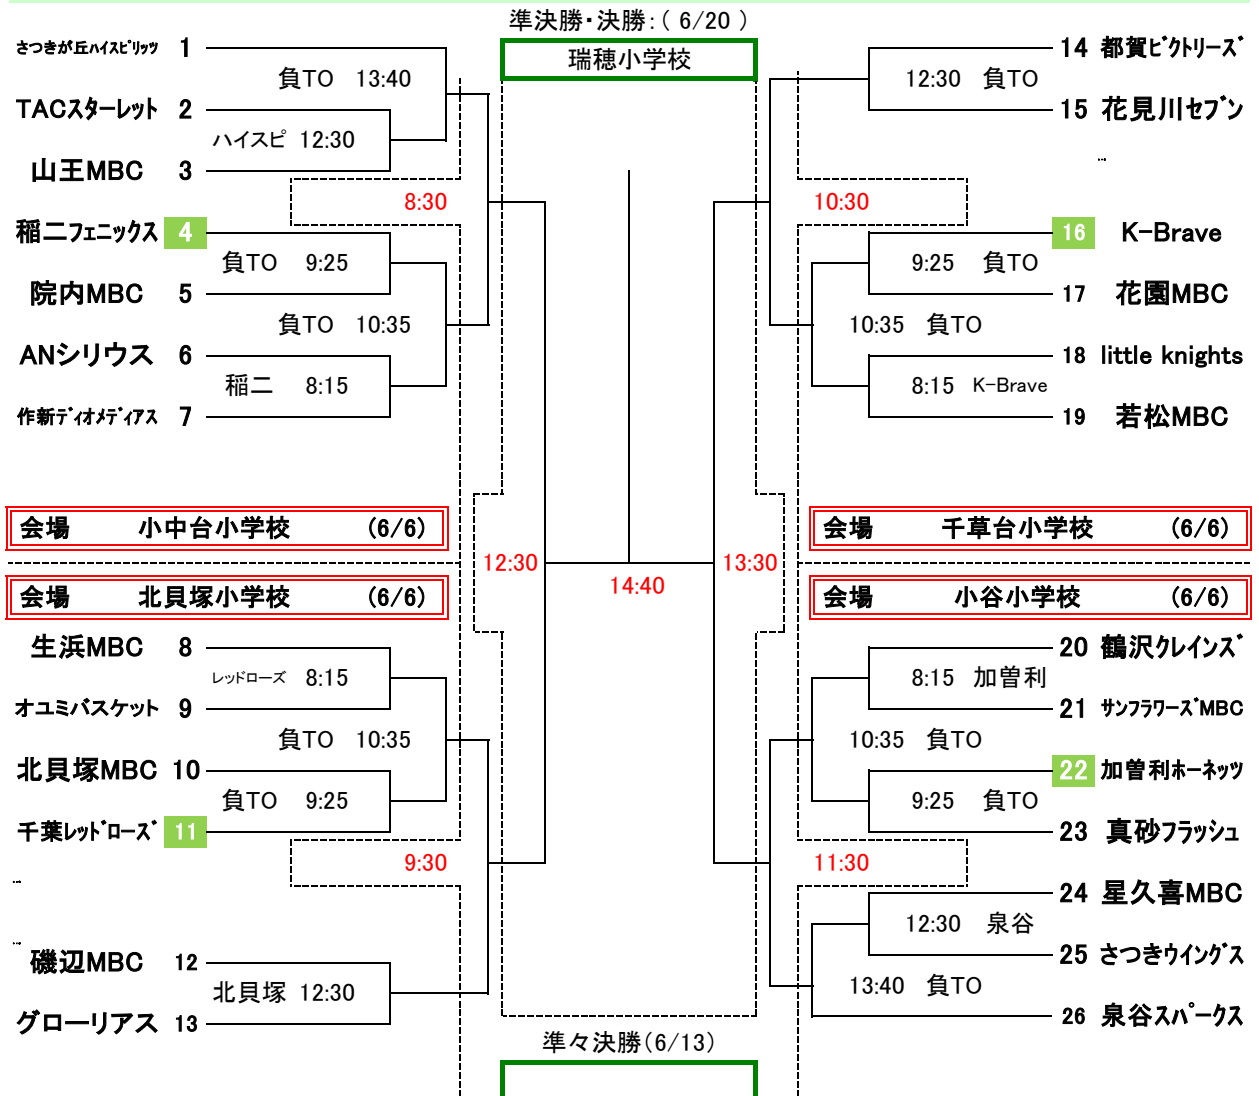 準決勝・決勝:( 6/20 )
瑞穂小学校
さつきが丘ハイスピリッツ 1
負TO 13:40
TACスターレット 2
ハイスピ 12:30
山王MBC 3
8:30
稲二フェニックス 4
負TO 9:25
院内MBC 5
負TO 10:35
ANシリウス 6
稲二 8:15
作新ディオメディアス 7
14 都賀ビクトリーズ
12:30 負TO
15 花見川セブン
…
10:30
16 K-Brave
9:25 負TO
17 花園MBC
10:35 負TO
18 little knights
8:15 K-Brave
19 若松MBC
会場 小中台小学校 (6/6)
会場 千草台小学校 (6/6)
12:30
14:40
13:30
会場 北貝塚小学校 (6/6)
会場 小谷小学校 (6/6)
生浜MBC 8
レッドローズ 8:15
オユミバスケット 9
負TO 10:35
北貝塚MBC 10
負TO 9:25
千葉レッドローズ 11
9:30
…
…
磯辺MBC 12
北貝塚 12:30
グローリアス 13
20 鶴沢クレインズ
8:15 加曽利
21 サンフラワーズMBC
10:35 負TO
22 加曽利ホーネッツ
9:25 負TO
23 真砂フラッシュ
11:30
24 星久喜MBC
12:30 泉谷
25 さつきウイングス
13:40 負TO
26 泉谷スパークス
準々決勝(6/13)